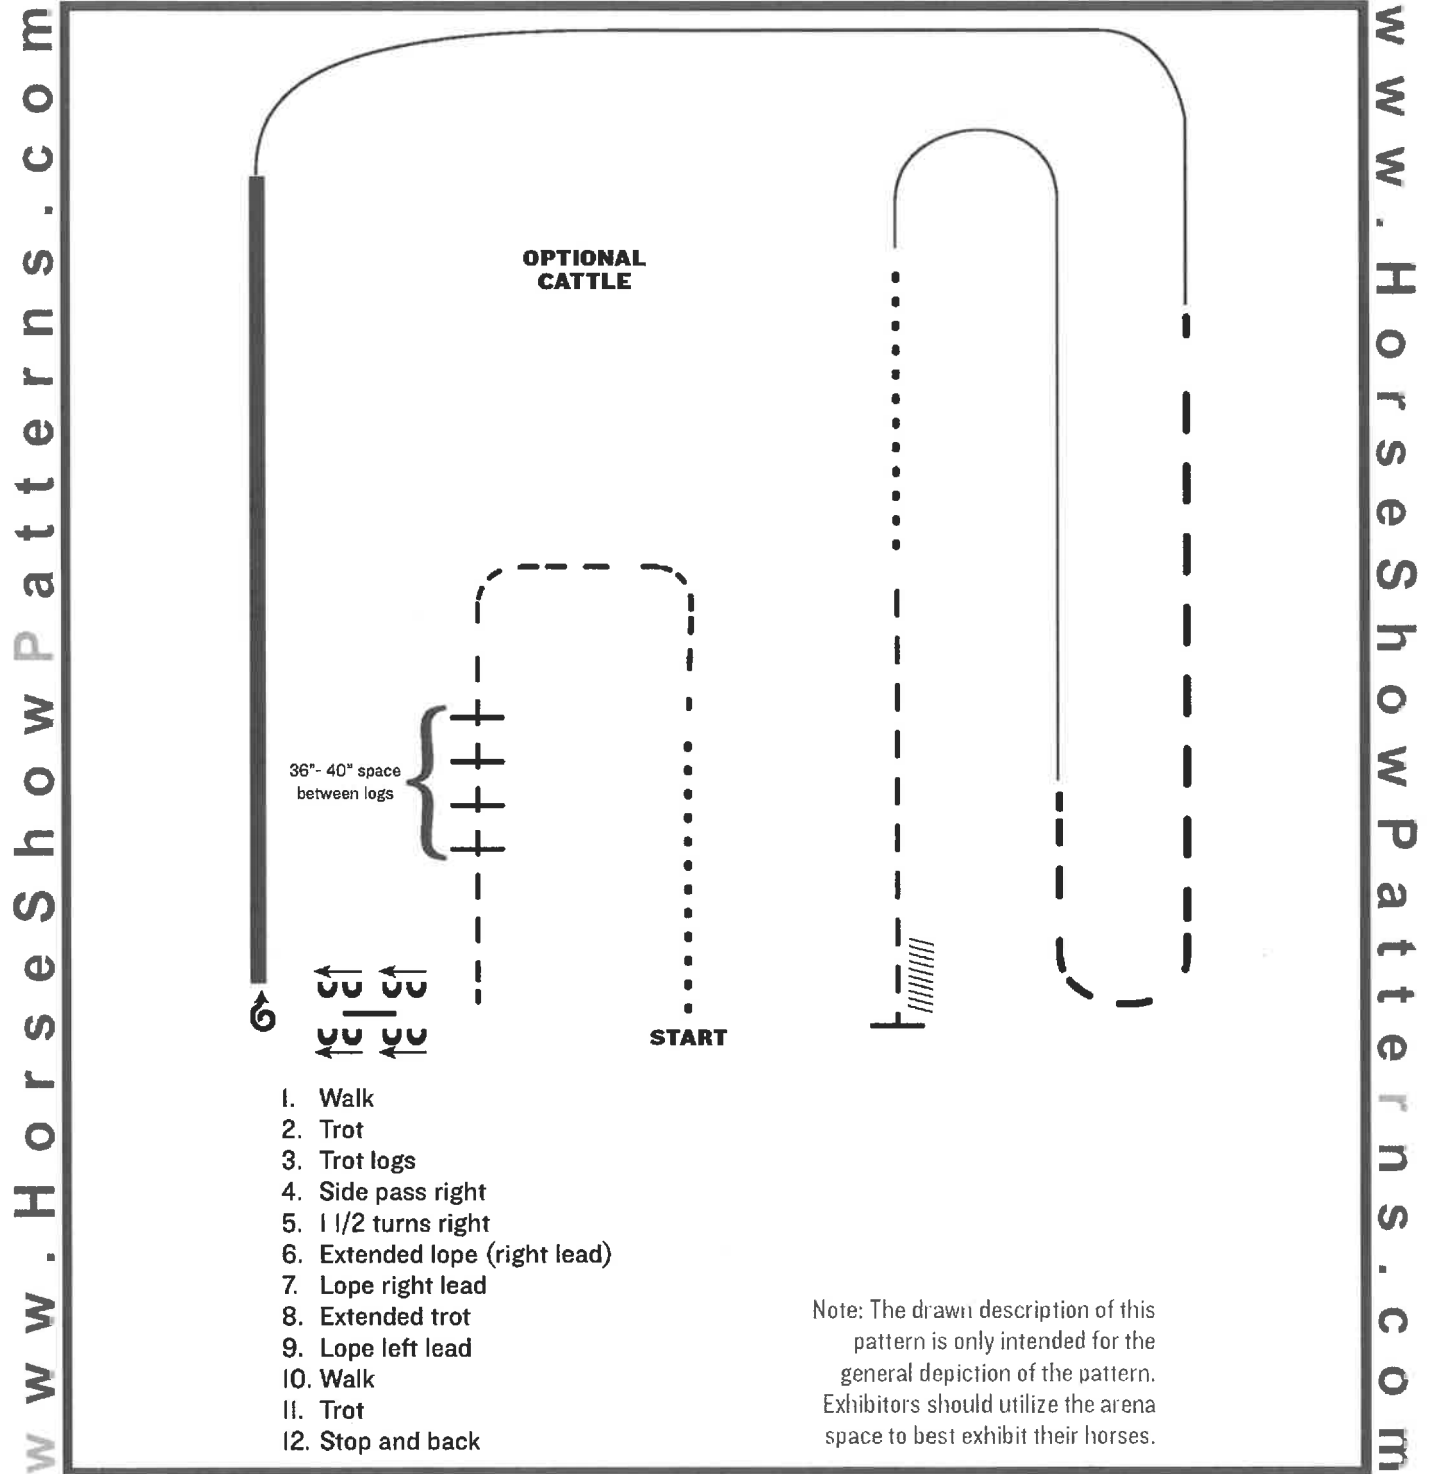 www.HorseShowPatterns.com
www.HorseShowPatterns.com
OPTIONAL
CATTLE
36"- 40" space
between logs
START
1. Walk
2. Trot
3. Trot logs
4. Side pass right
5. 1 1/2 turns right
6. Extended lope (right lead)
7. Lope right lead
8. Extended trot
9. Lope left lead
10. Walk
11. Trot
12. Stop and back
Note: The drawn description of this
pattern is only intended for the
general depiction of the pattern.
Exhibitors should utilize the arena
space to best exhibit their horses.